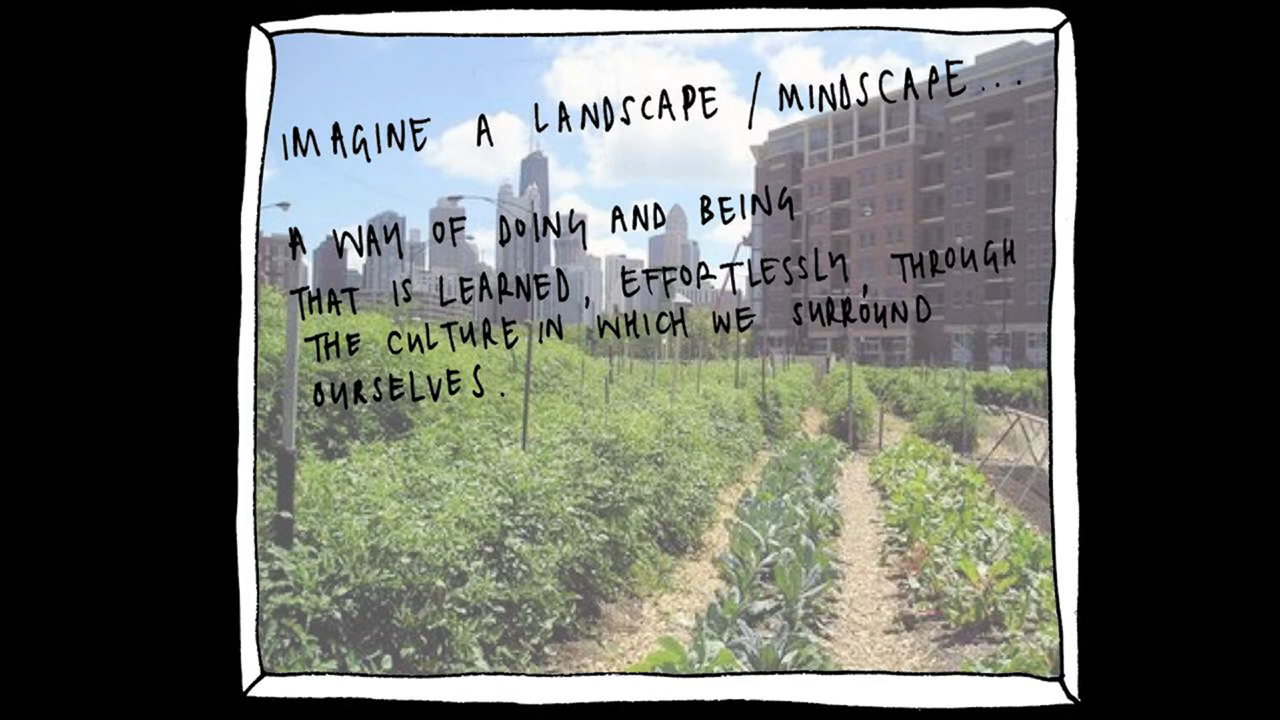 IMAGINE A LANDSCAPE / MINDSCAPE...
A WAY OF DOING AND BEING
THAT IS LEARNED, EFFORTLESSLY, THROUGH
THE CULTURE IN WHICH WE SURROUND
OURSELVES.